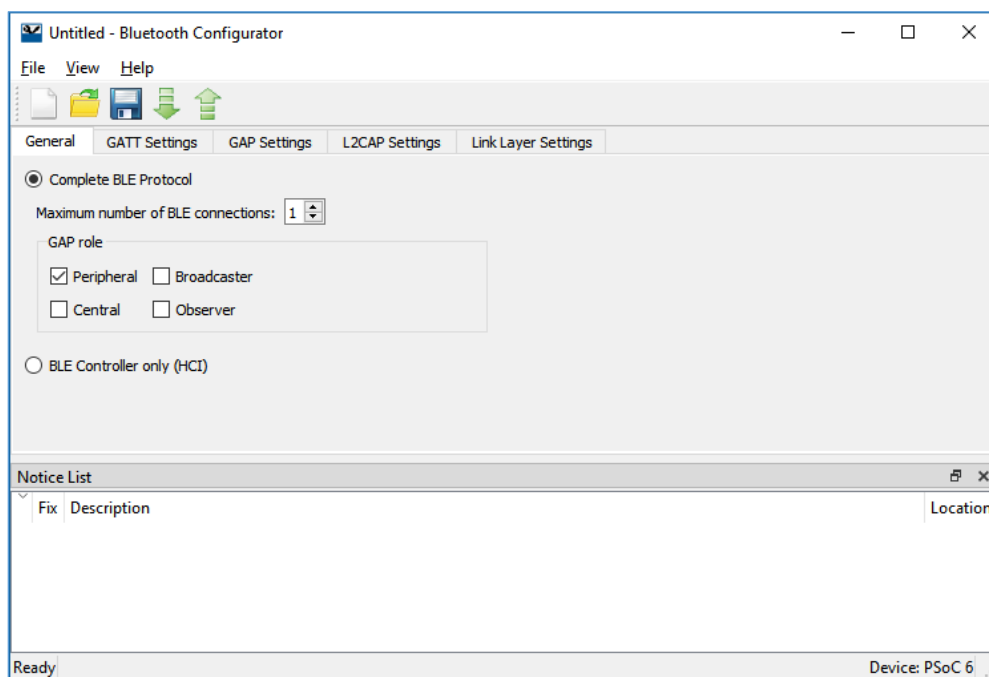 Untitled - Bluetooth Configurator
File View Help
General GATT Settings GAP Settings L2CAP Settings Link Layer Settings
Complete BLE Protocol
Maximum number of BLE connections: 1
GAP role
Peripheral Broadcaster
Central Observer
BLE Controller only (HCI)
Notice List
Fix Description Location
Ready Device: PSoC 6